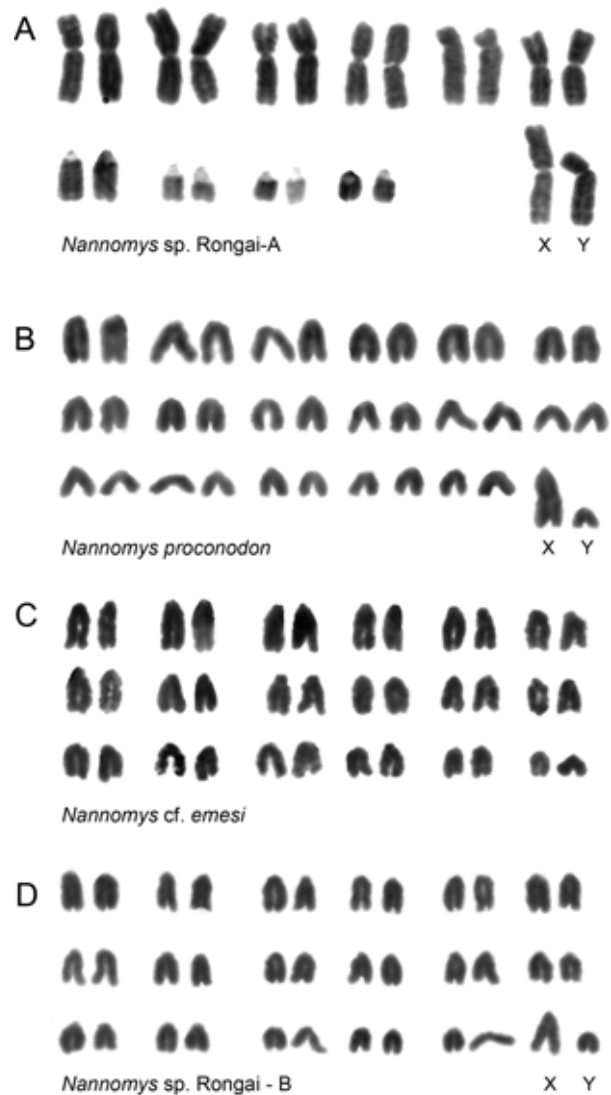 A
Nannomys sp. Rongai-A
X Y
B
Nannomys proconodon
X Y
C
Nannomys cf. emesi
D
Nannomys sp. Rongai - B
X Y